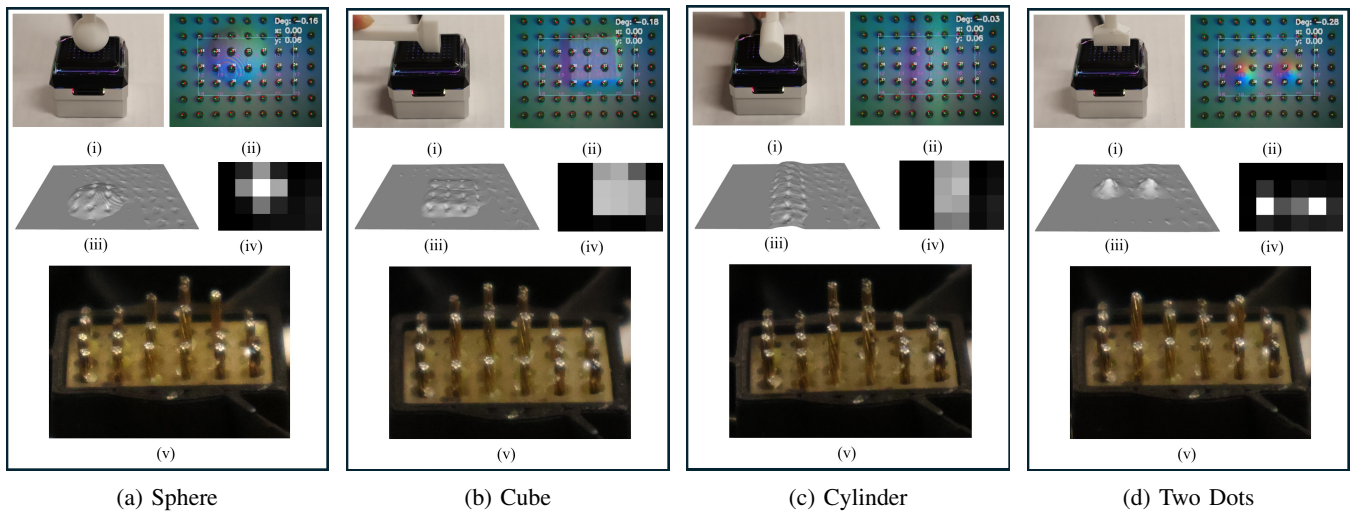 Deg: -0.16
x: 0.00
y: 0.06
(i)
(ii)
(iii)
(iv)
(v)
(a) Sphere
Deg: -0.18
x: 0.00
y: 0.00
(i)
(ii)
(iii)
(iv)
(v)
(b) Cube
Deg: -0.03
x: 0.00
y: 0.06
(i)
(ii)
(iii)
(iv)
(v)
(c) Cylinder
Deg: -0.28
x: 0.00
y: 0.00
(i)
(ii)
(iii)
(iv)
(v)
(d) Two Dots